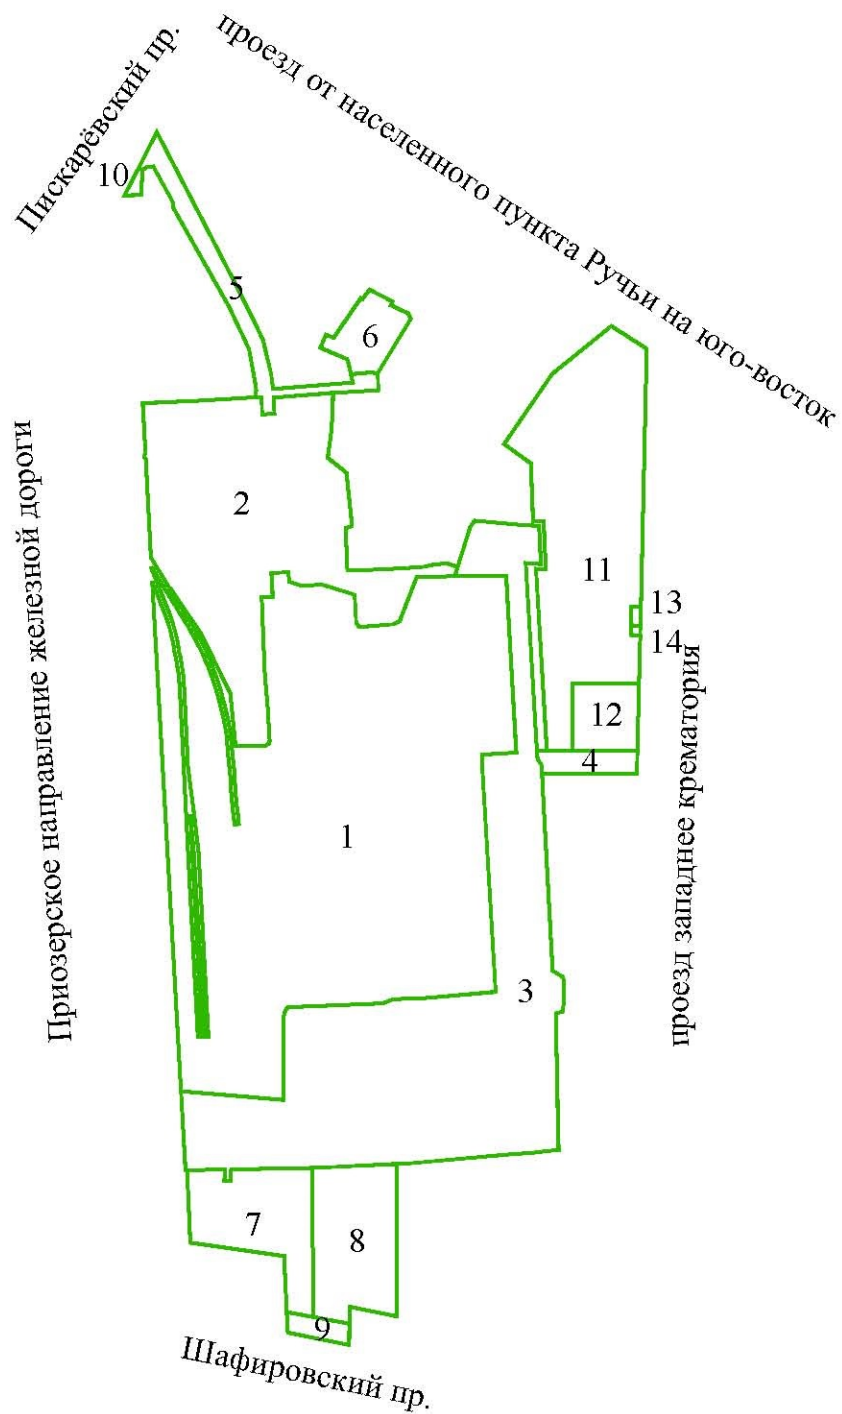 Пискарёвский пр.
проезд от населенного пункта Ручьи на юго-восток
10
5
6
Приозерское направление железной дороги
2
11
13
14
12
4
проезд западнее крематория
1
3
7
8
9
Шафировский пр.